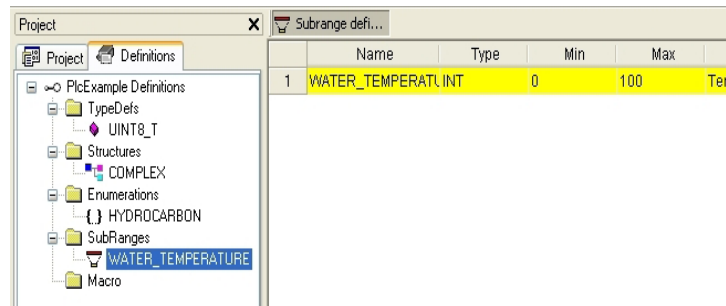 Project
Subrange defi...
Project Definitions
Name Type Min Max
PlcExample Definitions
1 WATER_TEMPERATU INT 0 100 Ter
TypeDefs
UINT8_T
Structures
COMPLEX
Enumerations
HYDROCARBON
SubRanges
WATER_TEMPERATURE
Macro